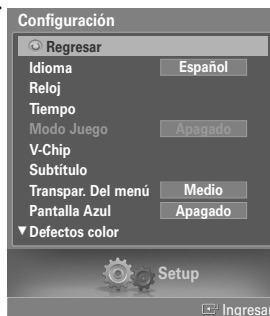 Configuración
Regresar
Idioma Español
Reloj
Tiempo
Modo Juego Apagado
V-Chip
Subtítulo
Transpar. Del menú Medio
Pantalla Azul Apagado
▼Defectos color
Setup
Ingresar